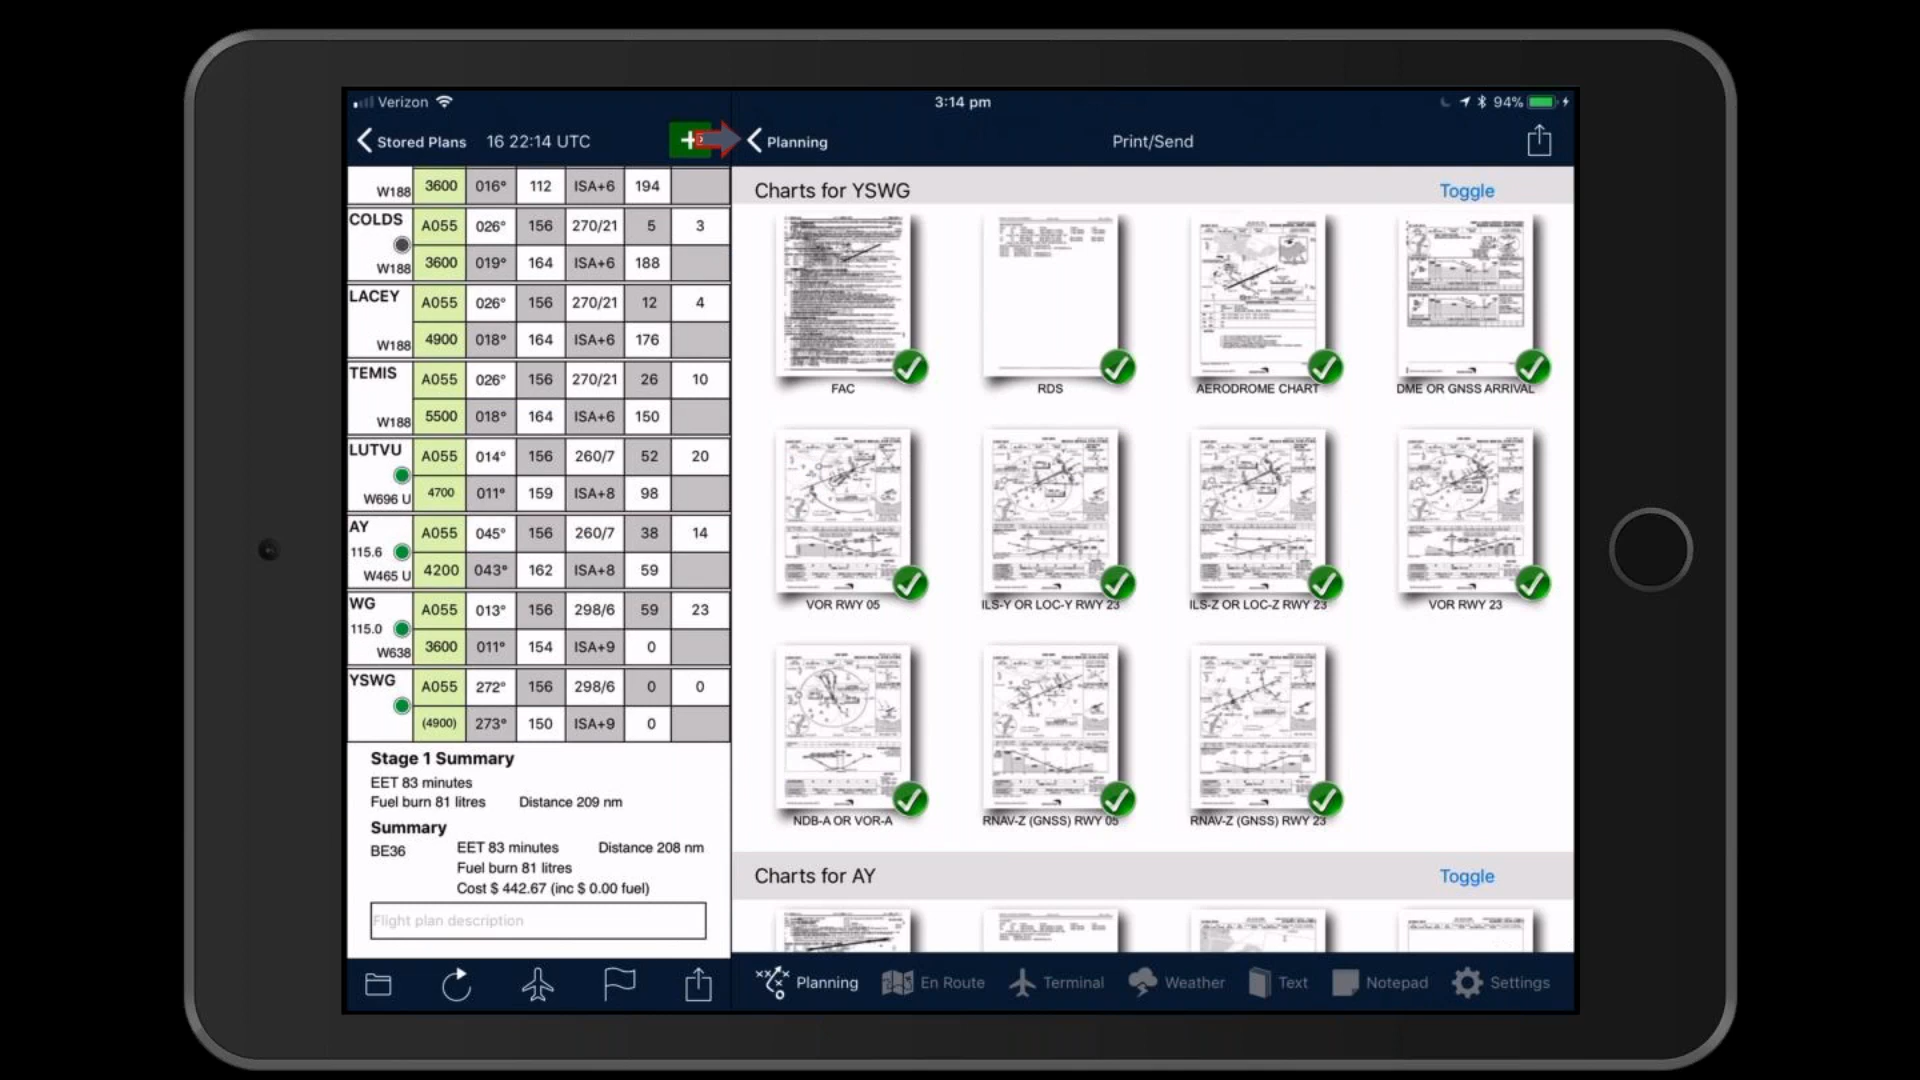 Verizon
3:14 pm
94%
Stored Plans
16 22:14 UTC
+
Planning
Print/Send
W188 3600 016° 112 ISA+6 194
COLDS A055 026° 156 270/21 5 3
W188 3600 019° 164 ISA+6 188
LACEY A055 026° 156 270/21 12 4
W188 4900 018° 164 ISA+6 176
TEMIS A055 026° 156 270/21 26 10
W188 5500 018° 164 ISA+6 150
LUTVU A055 014° 156 260/7 52 20
W696 U 4700 011° 159 ISA+8 98
AY A055 045° 156 260/7 38 14
115.6
W465 U 4200 043° 162 ISA+8 59
WG A055 013° 156 298/6 59 23
115.0
W638 3600 011° 154 ISA+9 0
YSWG A055 272° 156 298/6 0 0
(4900) 273° 150 ISA+9 0
Stage 1 Summary
EET 83 minutes
Fuel burn 81 litres Distance 209 nm
Summary
BE36 EET 83 minutes Distance 208 nm
Fuel burn 81 litres
Cost $ 442.67 (inc $ 0.00 fuel)
Flight plan description
Charts for YSWG Toggle
FAC RDS AERODROME CHART DME OR GNSS ARRIVAL
VOR RWY 05 ILS-Y OR LOC-Y RWY 23 ILS-Z OR LOC-Z RWY 23 VOR RWY 23
NDB-A OR VOR-A RNAV-Z (GNSS) RWY 05 RNAV-Z (GNSS) RWY 23
Charts for AY Toggle
Planning En Route Terminal Weather Text Notepad Settings